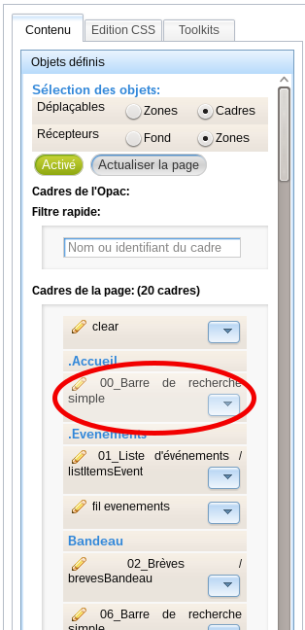 Contenu Edition CSS Toolkits
Objets définis
Sélection des objets:
Déplaçables Zones Cadres
Récepteurs Fond Zones
Activé Actualiser la page
Cadres de l'Opac:
Filtre rapide:
Nom ou identifiant du cadre
Cadres de la page: (20 cadres)
clear
.Accueil
00_Barre de recherche
simple
.Evenements
01_Liste d'événements /
listItemsEvent
fil evenements
Bandeau
02_Brèves /
brevesBandeau
06_Barre de recherche
simple